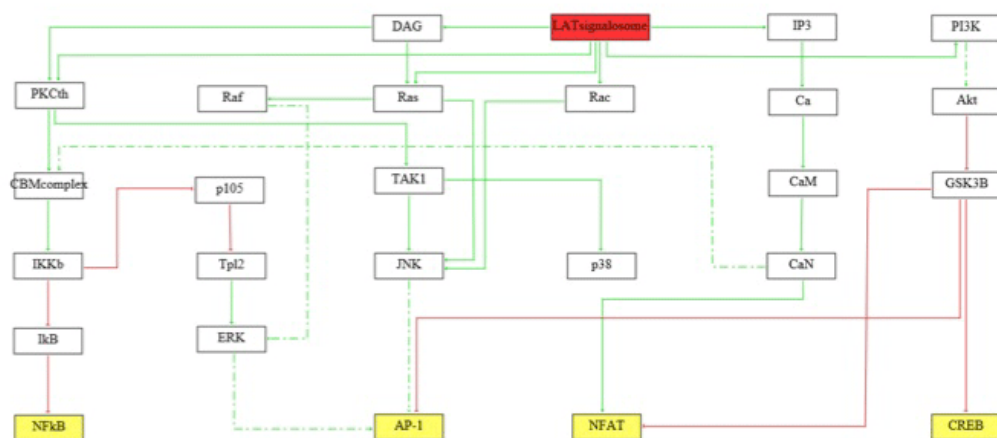 DAG
LATsignalosome
IP3
PI3K
PKCth
Raf
Ras
Rac
Ca
Akt
CBMcomplex
p105
TAK1
CaM
GSK3B
IKKb
Tpl2
JNK
p38
CaN
IkB
ERK
NFkB
AP-1
NFAT
CREB